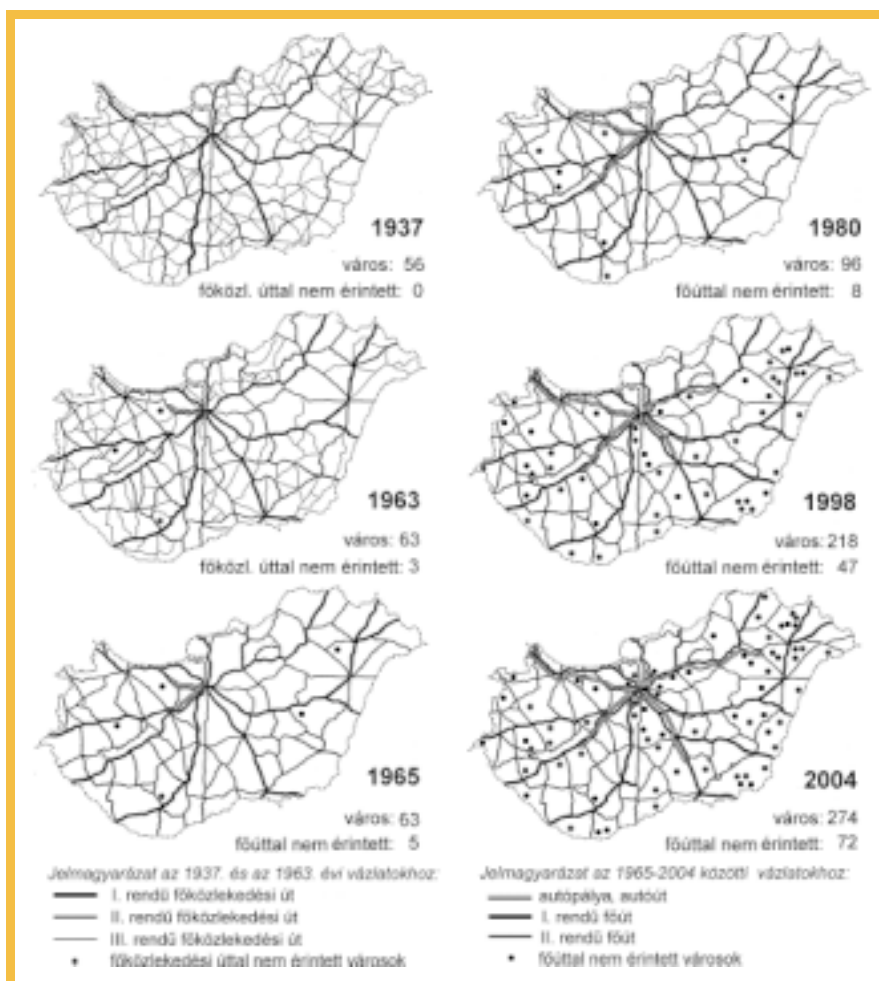 1937
város: 56
főközl. úttal nem érintett: 0
1963
város: 63
főközl. úttal nem érintett: 3
1965
város: 63
főúttal nem érintett: 5
Jelmagyarázat az 1937. és az 1963. évi vázlatokhoz:
I. rendű főközlekedési út
II. rendű főközlekedési út
III. rendű főközlekedési út
főközlekedési úttal nem érintett városok
1980
város: 96
főúttal nem érintett: 8
1998
város: 218
főúttal nem érintett: 47
2004
város: 274
főúttal nem érintett: 72
Jelmagyarázat az 1965-2004 közötti vázlatokhoz:
autópálya, autóút
I. rendű főút
II. rendű főút
főúttal nem érintett városok